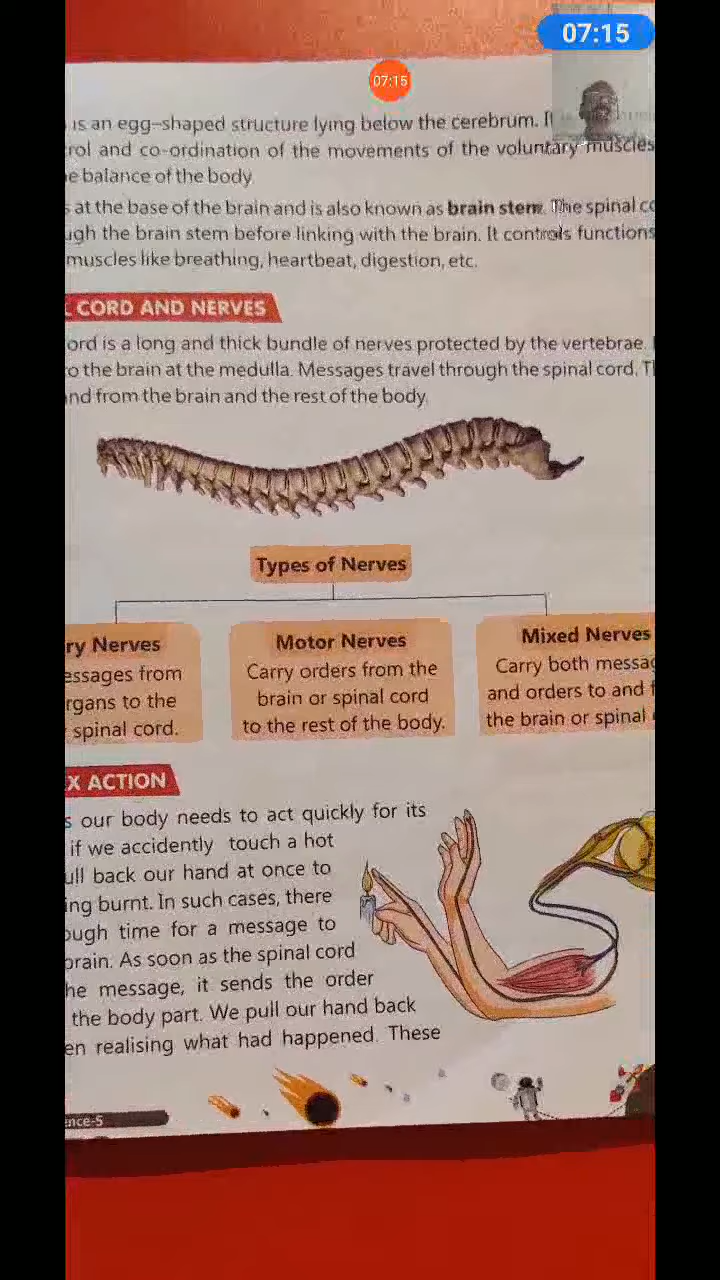 07:15
07:15
is an egg-shaped structure lying below the cerebrum.
rol and co-ordination of the movements of the voluntary muscles
e balance of the body
s at the base of the brain and is also known as brain stem. The spinal co
ugh the brain stem before linking with the brain. It controls functions
muscles like breathing, heartbeat, digestion, etc.
CORD AND NERVES
ord is a long and thick bundle of nerves protected by the vertebrae.
o the brain at the medulla. Messages travel through the spinal cord. T
nd from the brain and the rest of the body
Types of Nerves
ry Nerves
essages from
rgans to the
spinal cord.
Motor Nerves
Carry orders from the
brain or spinal cord
to the rest of the body.
Mixed Nerves
Carry both messag
and orders to and f
the brain or spinal
X ACTION
s our body needs to act quickly for its
if we accidently touch a hot
ull back our hand at once to
ing burnt. In such cases, there
ough time for a message to
brain. As soon as the spinal cord
he message, it sends the order
the body part. We pull our hand back
en realising what had happened. These
ence-5